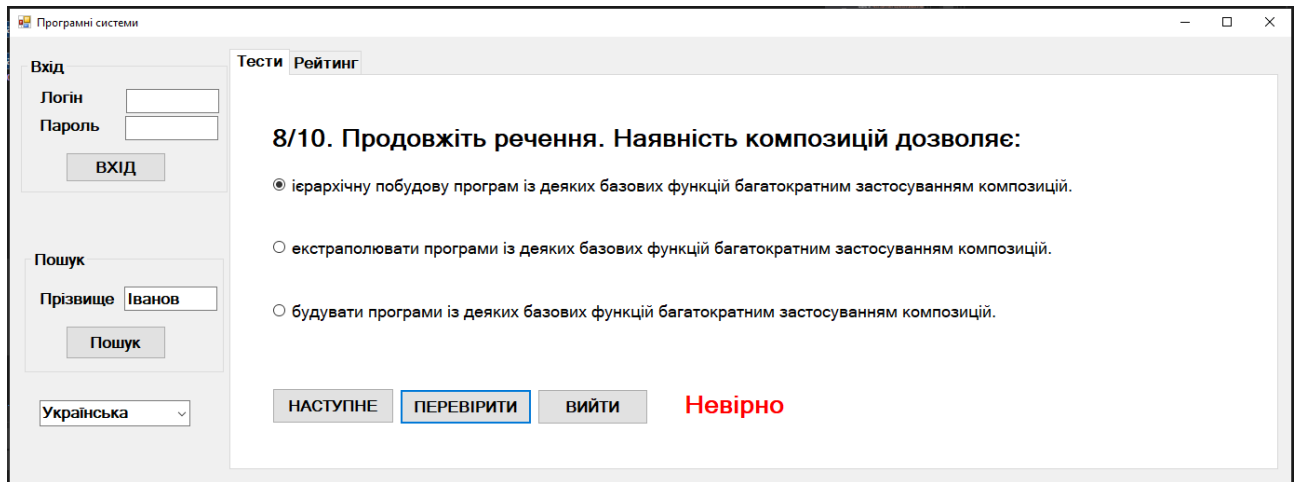 Програмні системи
Вхід
Логін
Пароль
ВХІД
Пошук
Прізвище Іванов
Пошук
Українська
Тести Рейтинг
8/10. Продовжіть речення. Наявність композицій дозволяє:
ієрархічну побудову програм із деяких базових функцій багатократним застосуванням композицій.
екстраполювати програми із деяких базових функцій багатократним застосуванням композицій.
будувати програми із деяких базових функцій багатократним застосуванням композицій.
НАСТУПНЕ ПЕРЕВІРИТИ ВИЙТИ Невірно